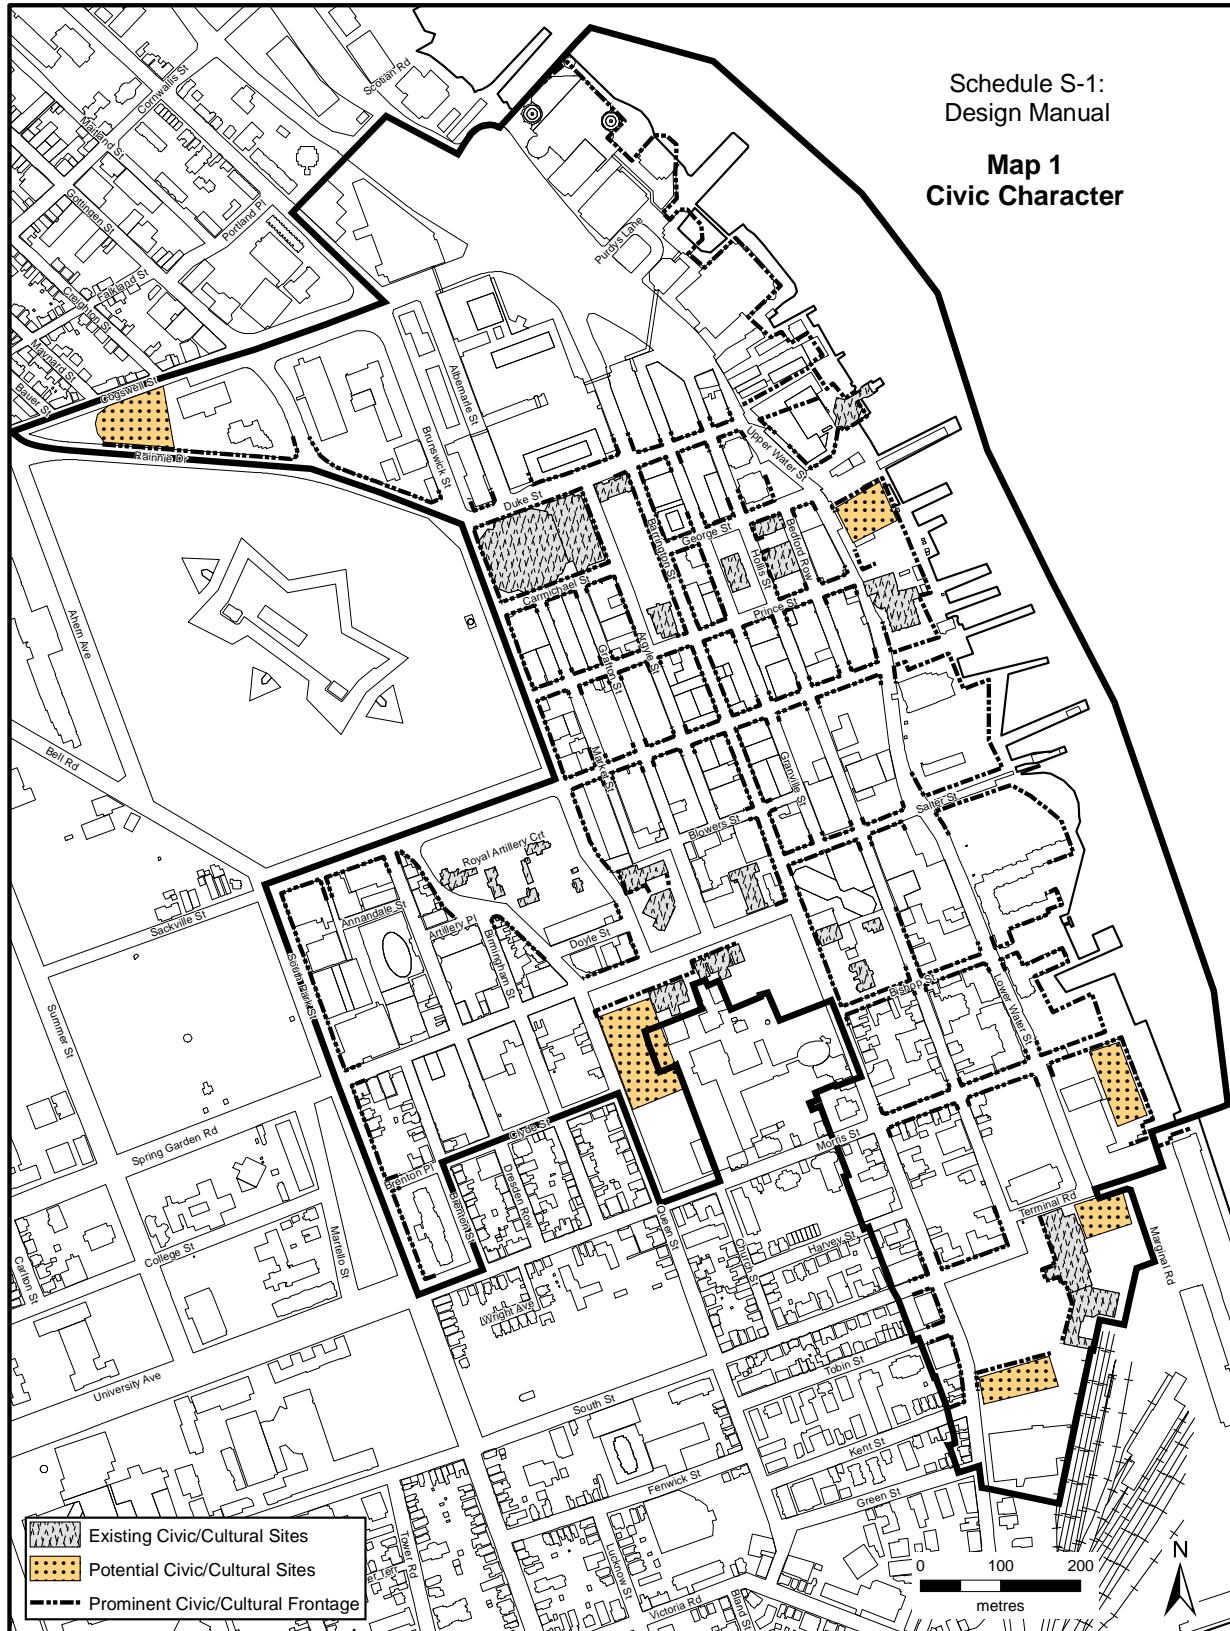 Schedule S-1:
Design Manual
Map 1
Civic Character
Scotian Rd
Cornwallis St
Maitland St
Gottingen St
Portland Pl
Falkland St
Creighton St
Maynard St
Bauer St
Cogswell St
Rainnie Dr
Purdys Lane
Albemarle St
Brunswick St
Upper Water St
Duke St
Barrington St
George St
Hollis St
Bedford Row
Carmichael St
Prince St
Argyle St
Grafton St
Ahern Ave
Bell Rd
Market St
Granville St
Salter St
Blowers St
Royal Artillery Crt
Sackville St
Annandale St
Artillery Pl
Birmingham St
Doyle St
South Park St
Bishop St
Lower Water St
Summer St
Spring Garden Rd
Clyde St
Morris St
Brenton Pl
Brenton St
Dresden Row
Queen St
Church St
Harvey St
Terminal Rd
Marginal Rd
College St
Martello St
Carlton St
Wright Ave
Tobin St
University Ave
South St
Kent St
Fenwick St
Green St
Tower Rd
Lucknow St
Victoria Rd
Bland St
Existing Civic/Cultural Sites
Potential Civic/Cultural Sites
Prominent Civic/Cultural Frontage
0 100 200
metres
N